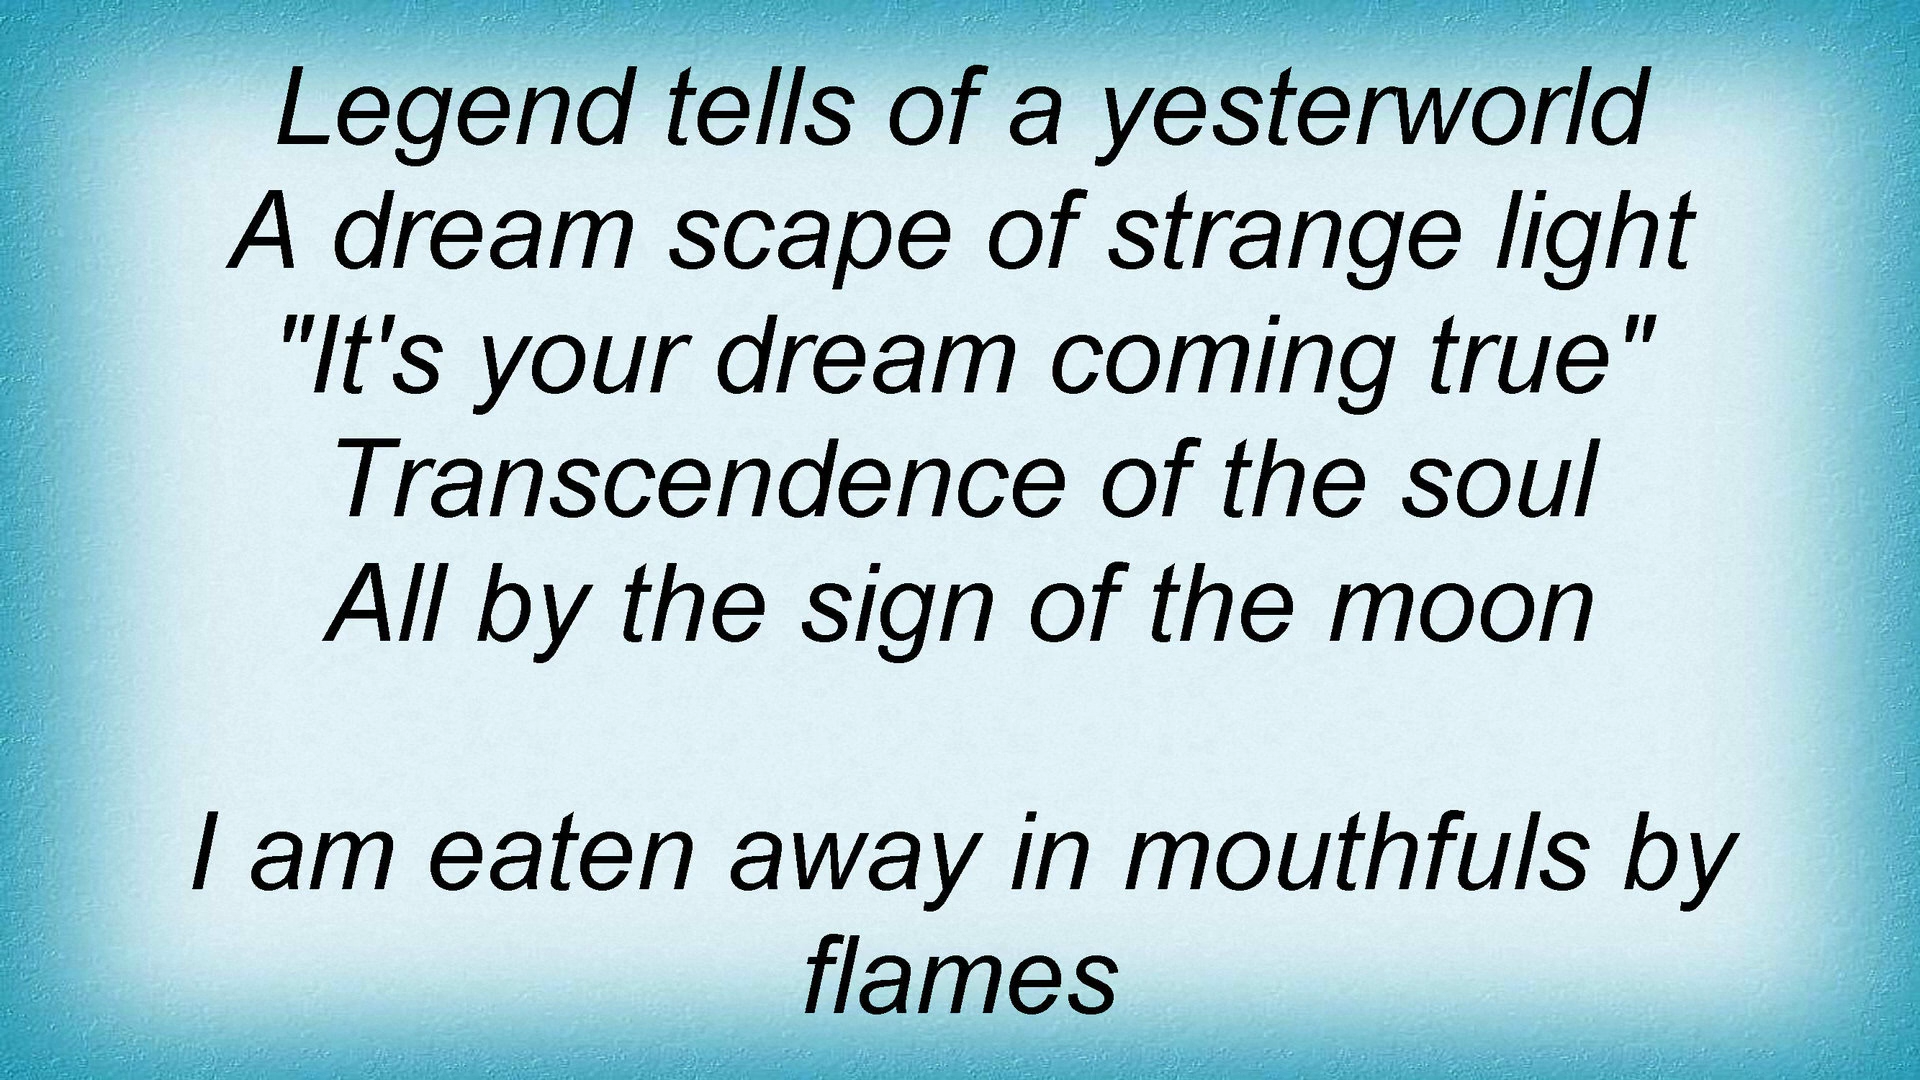 Legend tells of a yesterworld
A dream scape of strange light
"It's your dream coming true"
Transcendence of the soul
All by the sign of the moon
I am eaten away in mouthfuls by
flames